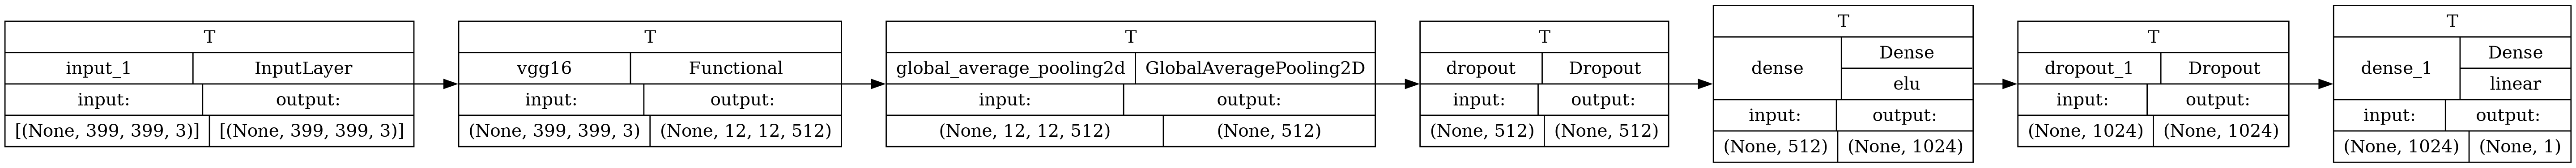 T
input_1 InputLayer
input: output:
[(None, 399, 399, 3)] [(None, 399, 399, 3)]
T
vgg16 Functional
input: output:
(None, 399, 399, 3) (None, 12, 12, 512)
T
global_average_pooling2d GlobalAveragePooling2D
input: output:
(None, 12, 12, 512) (None, 512)
T
dropout Dropout
input: output:
(None, 512) (None, 512)
T
dense Dense
elu
input: output:
(None, 512) (None, 1024)
T
dropout_1 Dropout
input: output:
(None, 1024) (None, 1024)
T
dense_1 Dense
linear
input: output:
(None, 1024) (None, 1)